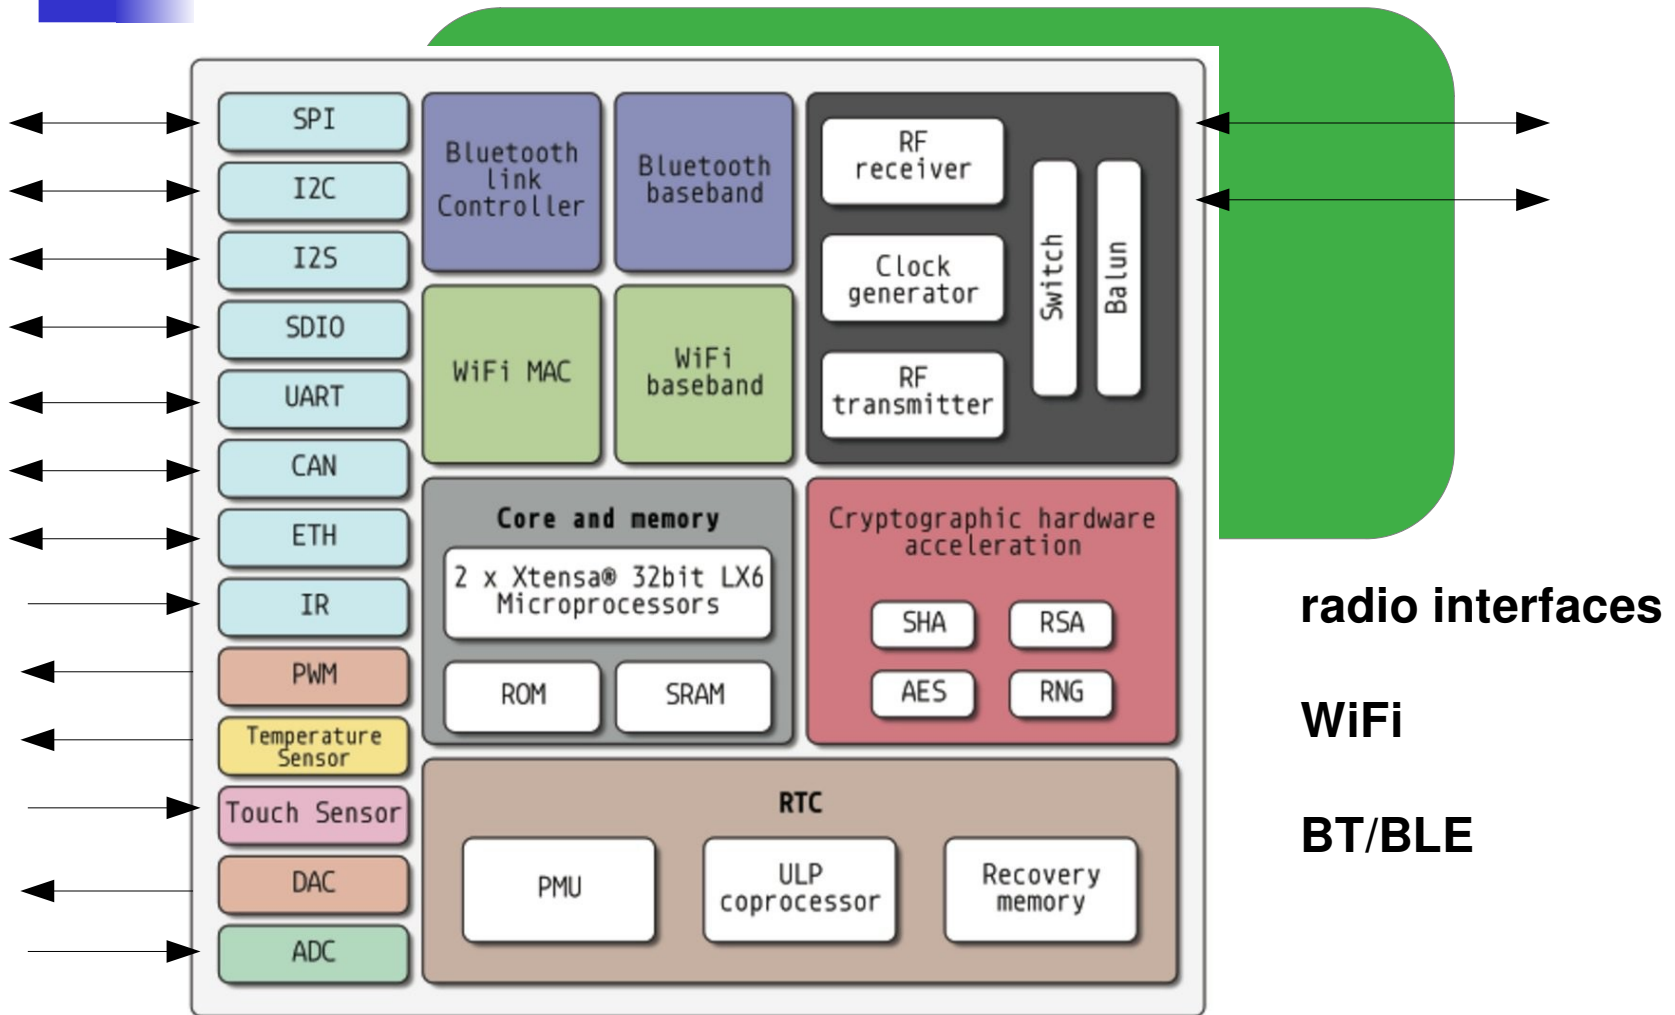 SPI
I2C
I2S
SDIO
UART
CAN
ETH
IR
PWM
Temperature
Sensor
Touch Sensor
DAC
ADC
Bluetooth
link
Controller
Bluetooth
baseband
WiFi MAC
WiFi
baseband
RF
receiver
Clock
generator
RF
transmitter
Switch
Balun
Core and memory
2 x Xtensa® 32bit LX6
Microprocessors
ROM
SRAM
Cryptographic hardware
acceleration
SHA
RSA
AES
RNG
RTC
PMU
ULP
coprocessor
Recovery
memory
radio interfaces
WiFi
BT/BLE